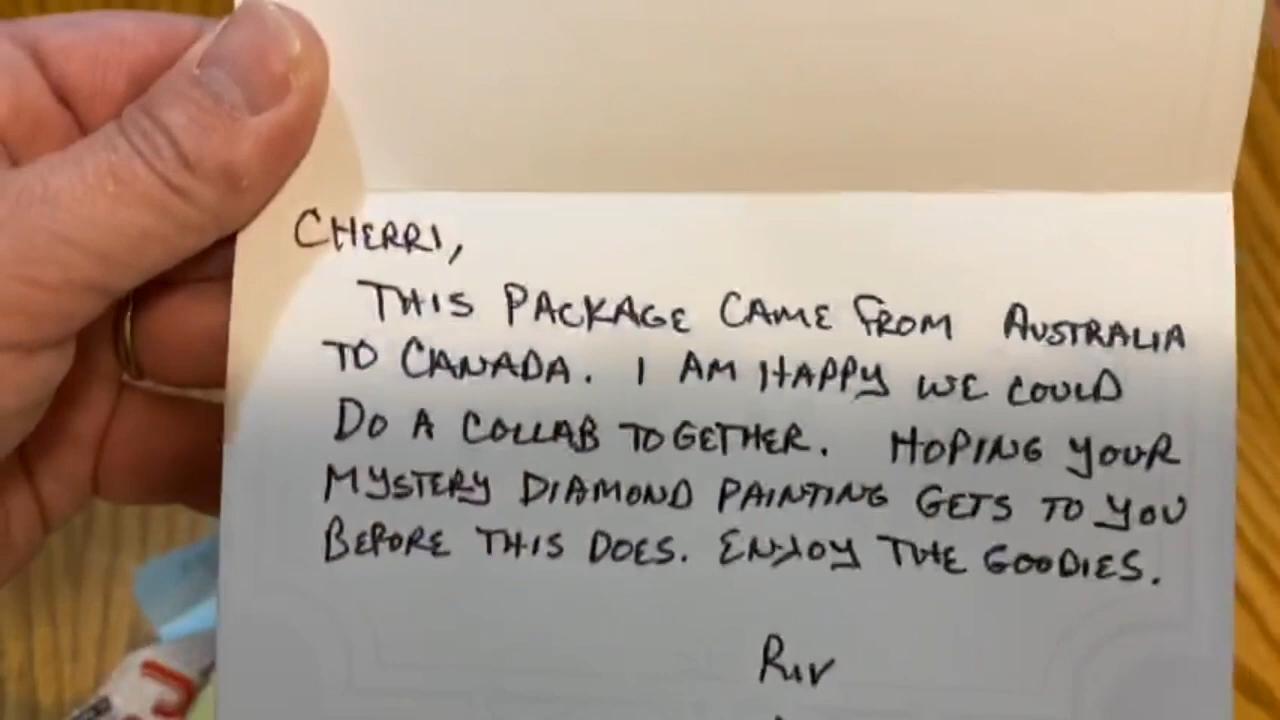 CHERRI,
THIS PACKAGE CAME FROM AUSTRALIA
TO CANADA. I AM HAPPY WE COULD
DO A COLLAB TOGETHER. HOPING YOUR
MYSTERY DIAMOND PAINTING GETS TO YOU
BEFORE THIS DOES. ENJOY THE GOODIES.